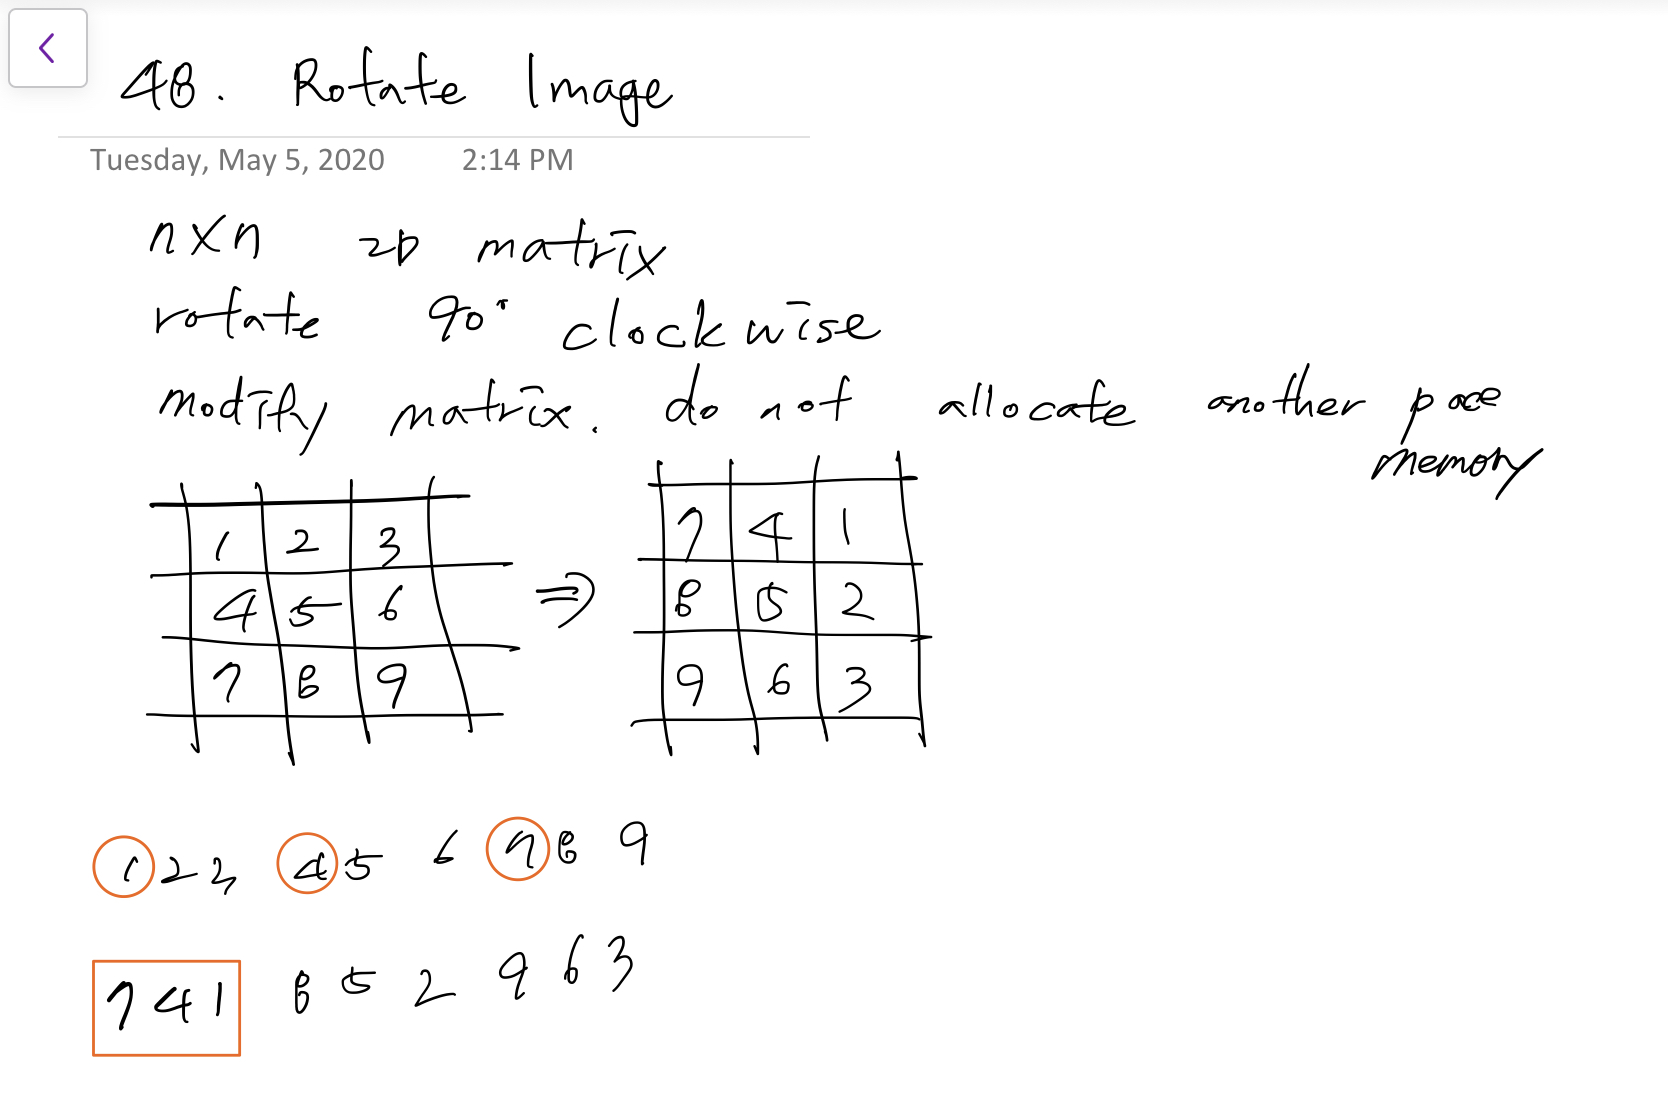 48. Rotate Image
Tuesday, May 5, 2020 2:14 PM
n×n 2D matrix
rotate 90° clockwise
modify matrix. do not allocate another
memory
1 2 3 7 4 1
4 5 6 ⇒ 8 5 2
7 8 9 9 6 3
1 2 3 4 5 6 7 8 9
7 4 1 8 5 2 9 6 3